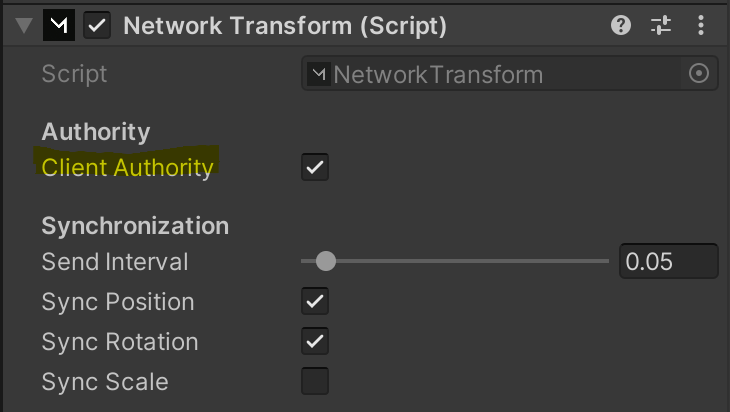 Network Transform (Script)
Script NetworkTransform
Authority
Client Authority
Synchronization
Send Interval 0.05
Sync Position
Sync Rotation
Sync Scale